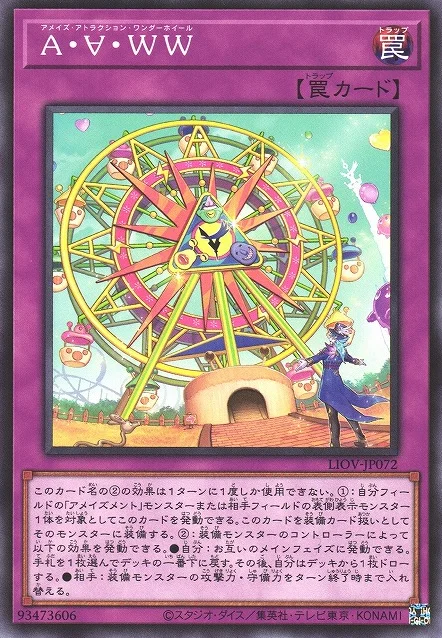 アメイズ・アトラクション・ワンダーホイール
A・∀・WW
トラップ
罠
トラップ
【罠カード】
LIOV-JP072
このカード名の②の効果は1ターンに1度しか使用できない。①：自分フィー
ルドの「アメイズメント」モンスターまたは相手フィールドの表側表示モンスター
1体を対象としてこのカードを発動できる。このカードを装備カード扱いとして
そのモンスターに装備する。②：装備モンスターのコントローラーによって
以下の効果を発動できる。●自分：お互いのメインフェイズに発動できる。
手札を1枚選んでデッキの一番下に戻す。その後、自分はデッキから1枚ドロー
する。●相手：装備モンスターの攻撃力・守備力をターン終了時まで入れ
替える。
93473606
©スタジオ・ダイス／集英社・テレビ東京・KONAMI